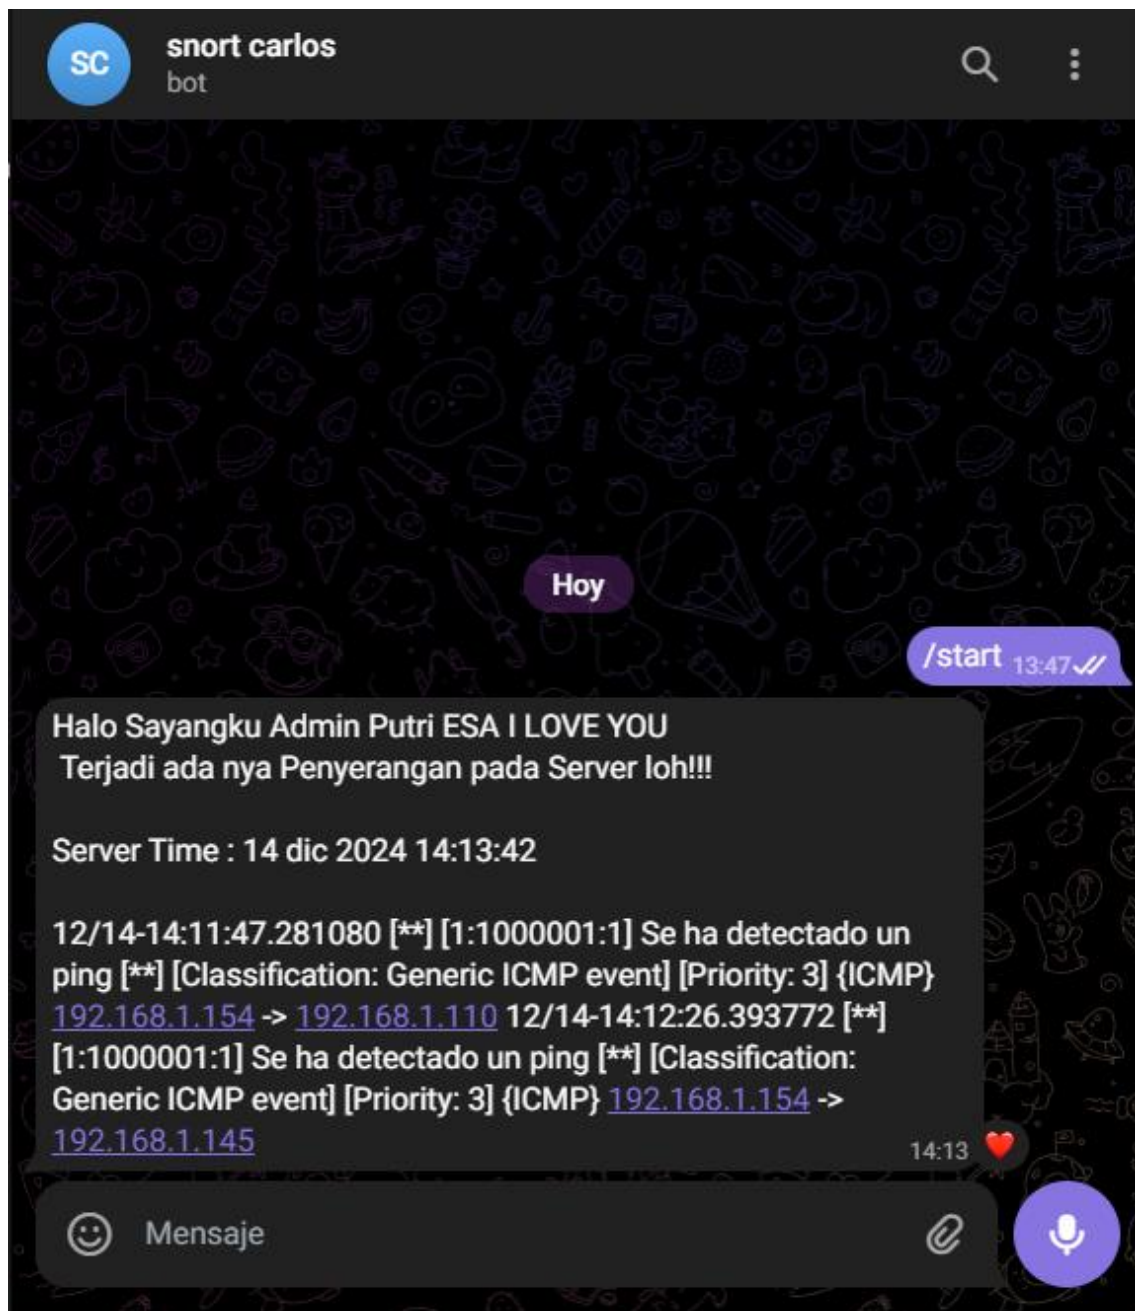 SC
snort carlos
bot
Hoy
/start 13:47
Halo Sayangku Admin Putri ESA I LOVE YOU
Terjadi ada nya Penyerangan pada Server loh!!!
Server Time : 14 dic 2024 14:13:42
12/14-14:11:47.281080 [**] [1:1000001:1] Se ha detectado un
ping [**] [Classification: Generic ICMP event] [Priority: 3] {ICMP}
192.168.1.154 -> 192.168.1.110 12/14-14:12:26.393772 [**]
[1:1000001:1] Se ha detectado un ping [**] [Classification:
Generic ICMP event] [Priority: 3] {ICMP} 192.168.1.154 ->
192.168.1.145
14:13
Mensaje